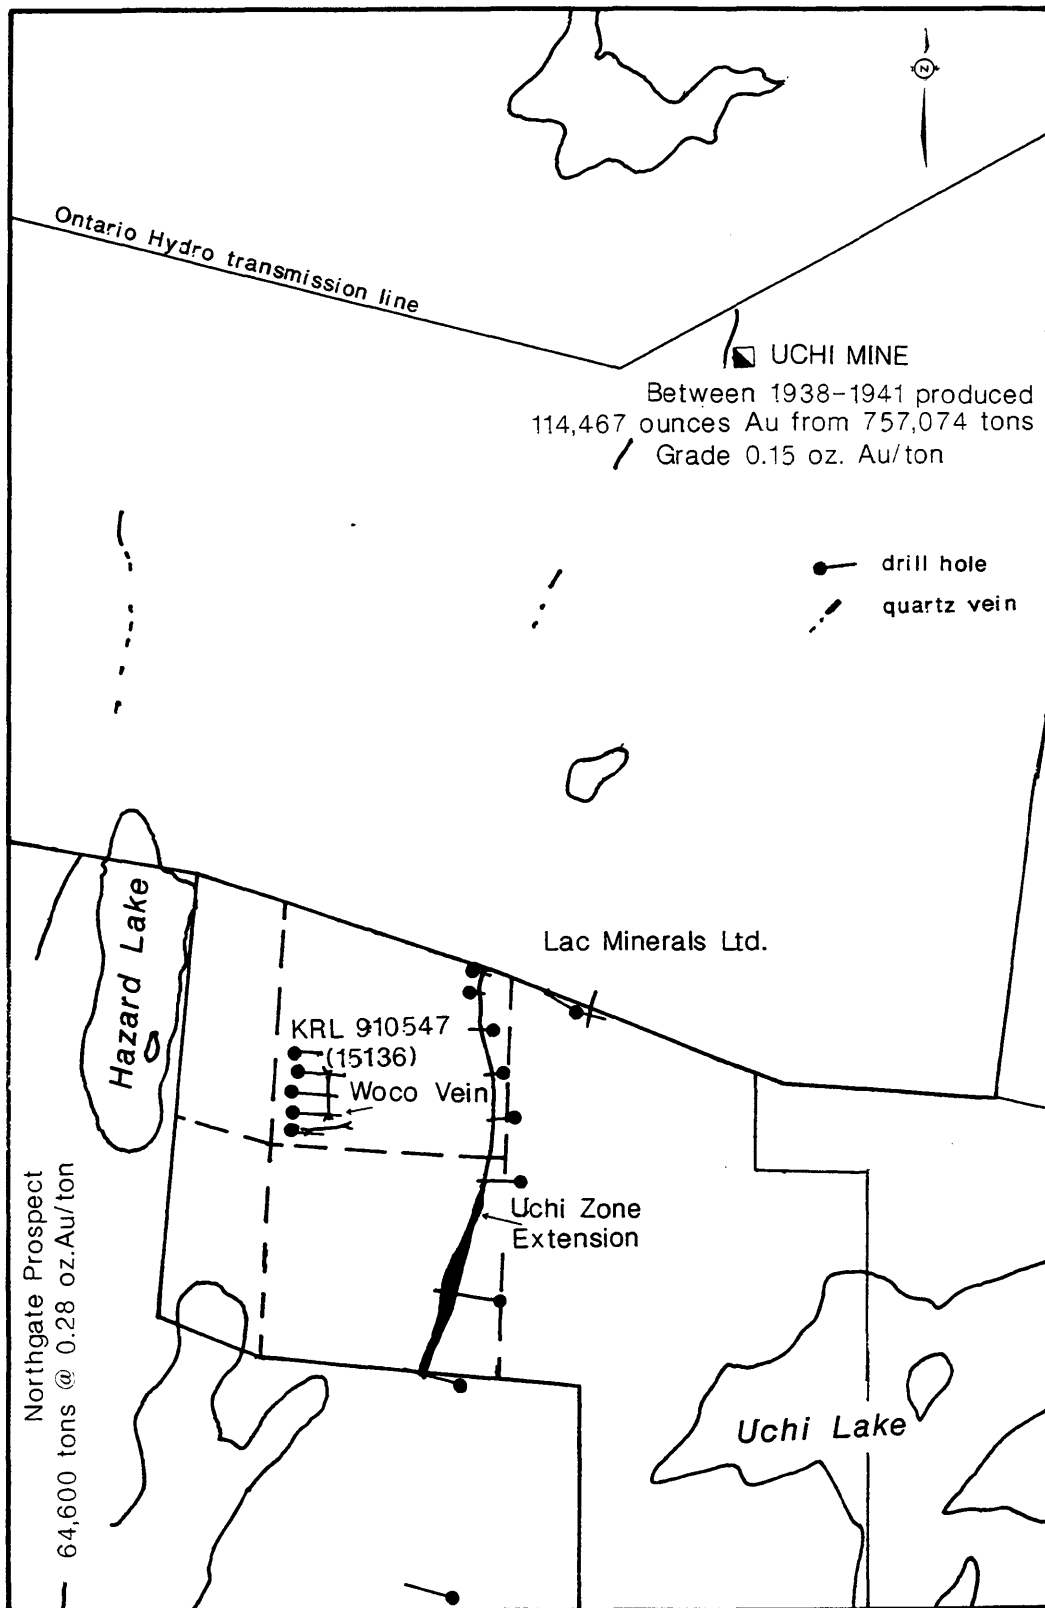 N
Ontario Hydro transmission line
UCHI MINE
Between 1938-1941 produced
114,467 ounces Au from 757,074 tons
Grade 0.15 oz. Au/ton
drill hole
quartz vein
Hazard Lake
Lac Minerals Ltd.
KRL 910547
(15136)
Woco Vein
Uchi Zone
Extension
Northgate Prospect
64,600 tons @ 0.28 oz.Au/ton
Uchi Lake